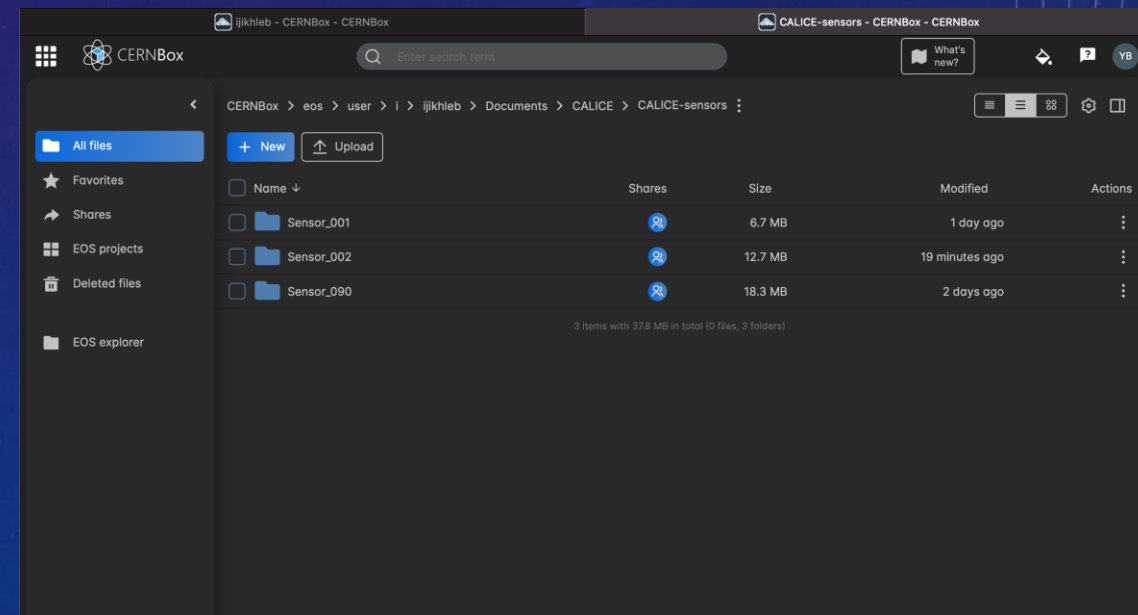 ijikhleb - CERNBox - CERNBox
CALICE-sensors - CERNBox - CERNBox
CERNBox
Enter search term
What's
new?
?
YB
CERNBox > eos > user > i > ijikhleb > Documents > CALICE > CALICE-sensors
All files
Favorites
Shares
EOS projects
Deleted files
EOS explorer
+ New
Upload
Name Shares Size Modified Actions
Sensor_001 6.7 MB 1 day ago
Sensor_002 12.7 MB 19 minutes ago
Sensor_090 18.3 MB 2 days ago
3 items with 37.8 MB in total (0 files, 3 folders)